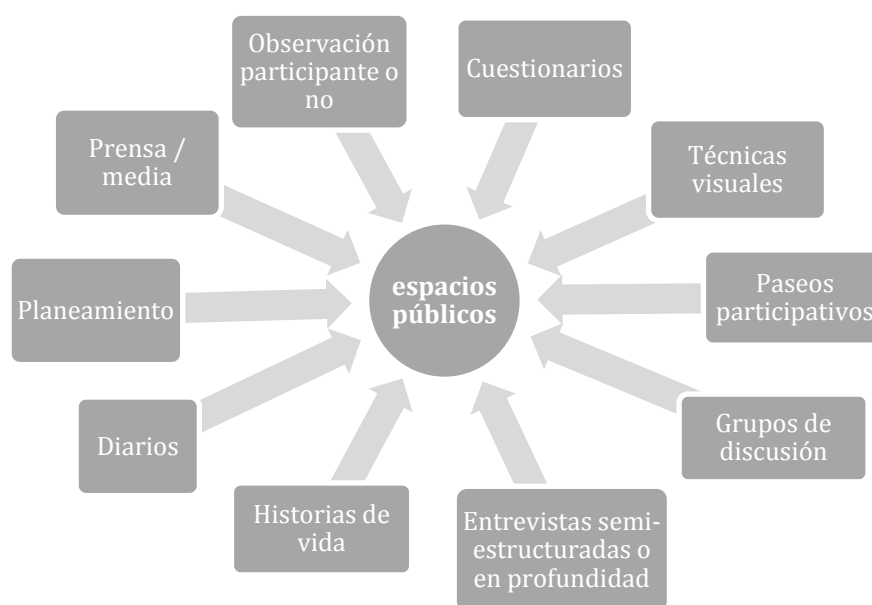 Observación
participante o
no
Cuestionarios
Prensa /
media
Técnicas
visuales
espacios
públicos
Planeamiento
Paseos
participativos
Diarios
Grupos de
discusión
Historias de
vida
Entrevistas semi-
estructuradas o
en profundidad